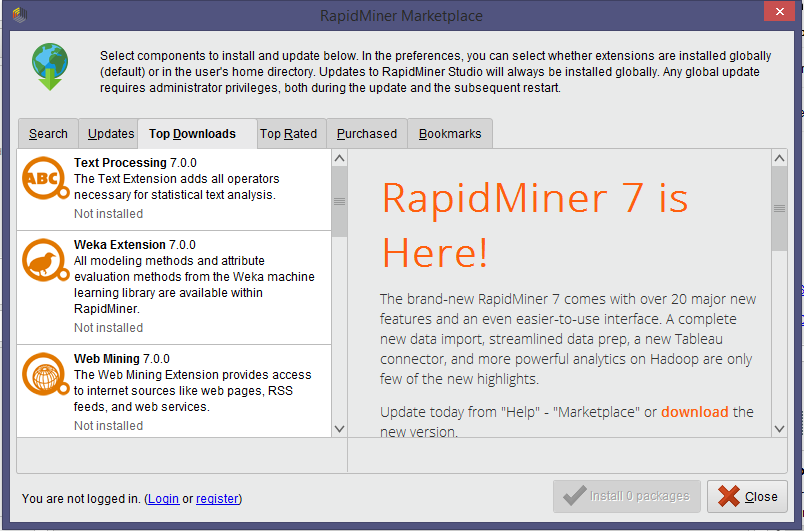 RapidMiner Marketplace
Select components to install and update below. In the preferences, you can select whether extensions are installed globally
(default) or in the user's home directory. Updates to RapidMiner Studio will always be installed globally. Any global update
requires administrator privileges, both during the update and the subsequent restart.
Search Updates Top Downloads Top Rated Purchased Bookmarks
ABC
Text Processing 7.0.0
The Text Extension adds all operators
necessary for statistical text analysis.
Not installed
Weka Extension 7.0.0
All modeling methods and attribute
evaluation methods from the Weka machine
learning library are available within
RapidMiner.
Not installed
Web Mining 7.0.0
The Web Mining Extension provides access
to internet sources like web pages, RSS
feeds, and web services.
Not installed
RapidMiner 7 is
Here!
The brand-new RapidMiner 7 comes with over 20 major new
features and an even easier-to-use interface. A complete
new data import, streamlined data prep, a new Tableau
connector, and more powerful analytics on Hadoop are only
few of the new highlights.
Update today from "Help" - "Marketplace" or download the
new version.
You are not logged in. (Login or register)
Install 0 packages
Close